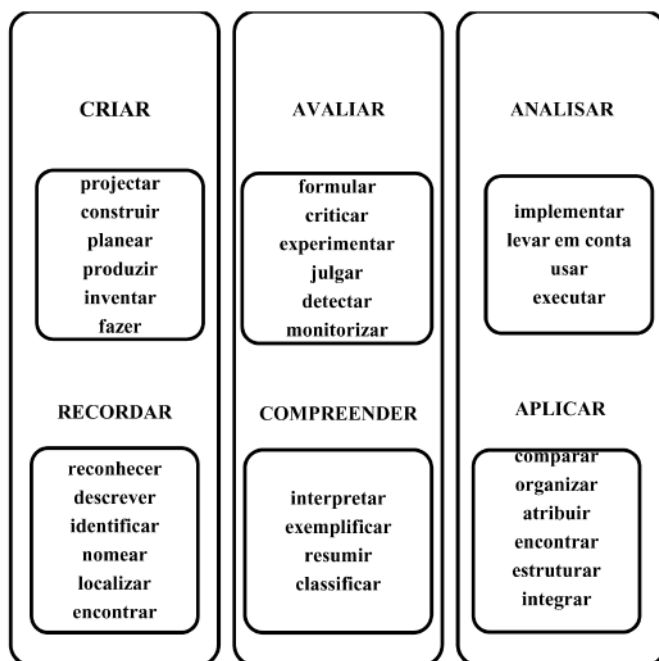 CRIAR
projectar
construir
planear
produzir
inventar
fazer
RECORDAR
reconhecer
descrever
identificar
nomear
localizar
encontrar
AVALIAR
formular
criticar
experimentar
julgar
detectar
monitorizar
COMPREENDER
interpretar
exemplificar
resumir
classificar
ANALISAR
implementar
levar em conta
usar
executar
APLICAR
comparar
organizar
atribuir
encontrar
estruturar
integrar